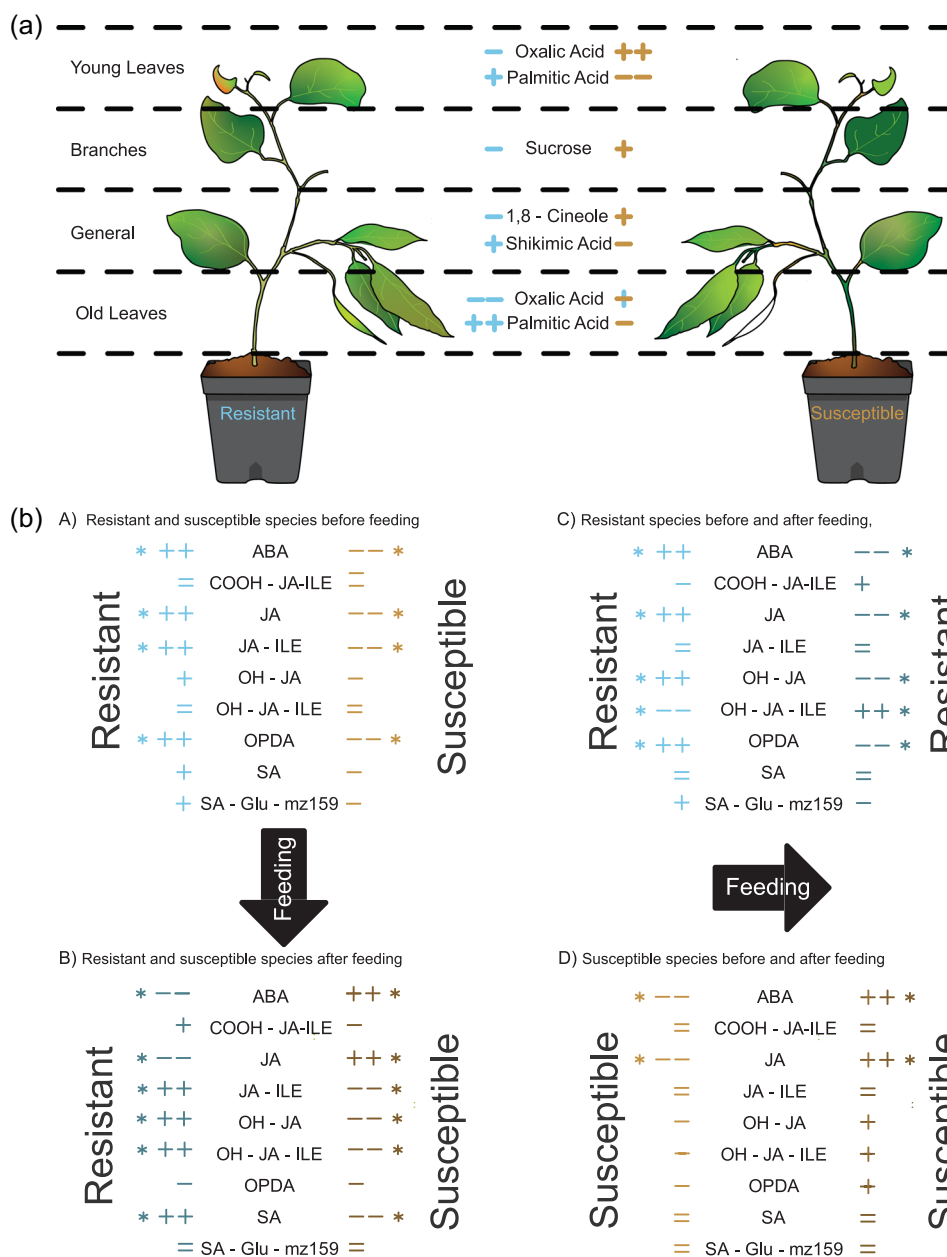 (a)
Young Leaves
− Oxalic Acid ++
+ Palmitic Acid −−
Branches
− Sucrose +
General
− 1,8 - Cineole +
+ Shikimic Acid −
Old Leaves
−− Oxalic Acid +
++ Palmitic Acid −
Resistant
Susceptible
(b)
A) Resistant and susceptible species before feeding
Resistant
* ++ ABA −− *
= COOH - JA-ILE =
* ++ JA −− *
* ++ JA - ILE −− *
+ OH - JA −
= OH - JA - ILE =
* ++ OPDA −− *
+ SA −
+ SA - Glu - mz159 −
Susceptible
Feeding
B) Resistant and susceptible species after feeding
Resistant
* −− ABA ++ *
+ COOH - JA-ILE −
* −− JA ++ *
* ++ JA - ILE −− *
* ++ OH - JA −− *
* ++ OH - JA - ILE −− *
− OPDA −
* ++ SA −− *
= SA - Glu - mz159 =
Susceptible
C) Resistant species before and after feeding,
Resistant
* ++ ABA −− *
− COOH - JA-ILE +
* ++ JA −− *
= JA - ILE =
* ++ OH - JA −− *
* −− OH - JA - ILE ++ *
* ++ OPDA −− *
= SA =
+ SA - Glu - mz159 −
Resistant
Feeding
D) Susceptible species before and after feeding
Susceptible
* −− ABA ++ *
= COOH - JA-ILE =
* −− JA ++ *
= JA - ILE =
− OH - JA +
− OH - JA - ILE +
− OPDA +
= SA =
= SA - Glu - mz159 =
Susceptible